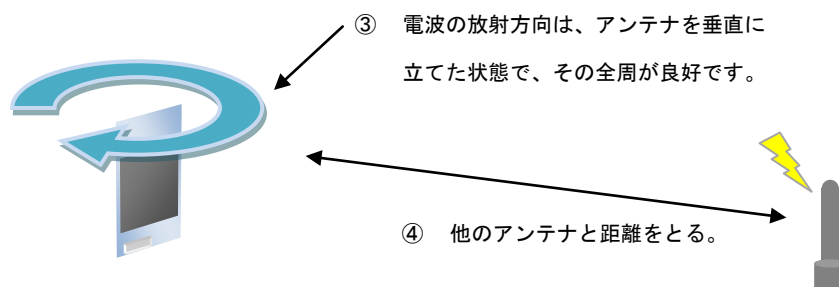 ③ 電波の放射方向は、アンテナを垂直に
立てた状態で、その全周が良好です。
④ 他のアンテナと距離をとる。